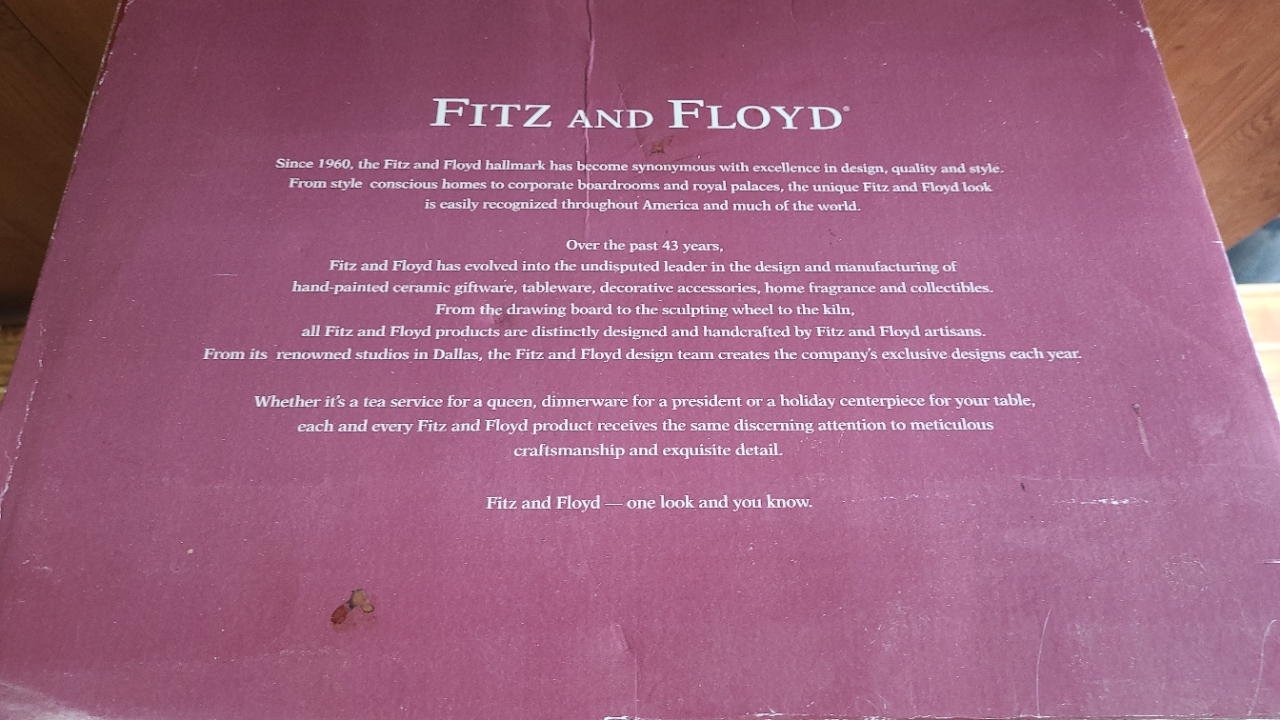 FITZ AND FLOYD®
Since 1960, the Fitz and Floyd hallmark has become synonymous with excellence in design, quality and style.
From style conscious homes to corporate boardrooms and royal palaces, the unique Fitz and Floyd look
is easily recognized throughout America and much of the world.
Over the past 43 years,
Fitz and Floyd has evolved into the undisputed leader in the design and manufacturing of
hand-painted ceramic giftware, tableware, decorative accessories, home fragrance and collectibles.
From the drawing board to the sculpting wheel to the kiln,
all Fitz and Floyd products are distinctly designed and handcrafted by Fitz and Floyd artisans.
From its renowned studios in Dallas, the Fitz and Floyd design team creates the company's exclusive designs each year.
Whether it's a tea service for a queen, dinnerware for a president or a holiday centerpiece for your table,
each and every Fitz and Floyd product receives the same discerning attention to meticulous
craftsmanship and exquisite detail.
Fitz and Floyd — one look and you know.